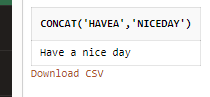 CONCAT('HAVEA','NICEDAY')
Have a nice day
Download CSV